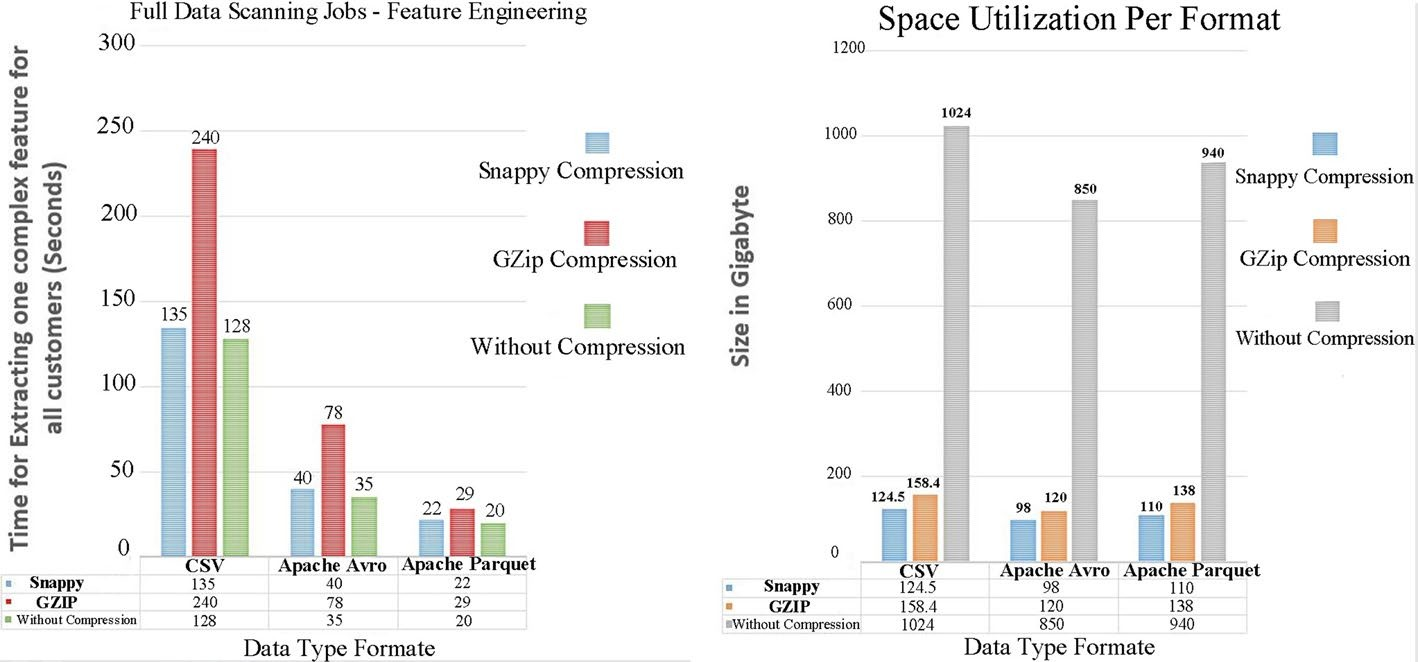 Full Data Scanning Jobs - Feature Engineering
Time for Extracting one complex feature for
all customers (Seconds)
300
250
200
150
100
50
0
135
240
128
40
78
35
22
29
20
Snappy Compression
GZip Compression
Without Compression
CSV Apache Avro Apache Parquet
Snappy 135 40 22
GZIP 240 78 29
Without Compression 128 35 20
Data Type Formate
Space Utilization Per Format
Size in Gigabyte
1200
1000
800
600
400
200
0
124.5
158.4
1024
98
120
850
110
138
940
Snappy Compression
GZip Compression
Without Compression
CSV Apache Avro Apache Parquet
Snappy 124.5 98 110
GZIP 158.4 120 138
Without Compression 1024 850 940
Data Type Formate